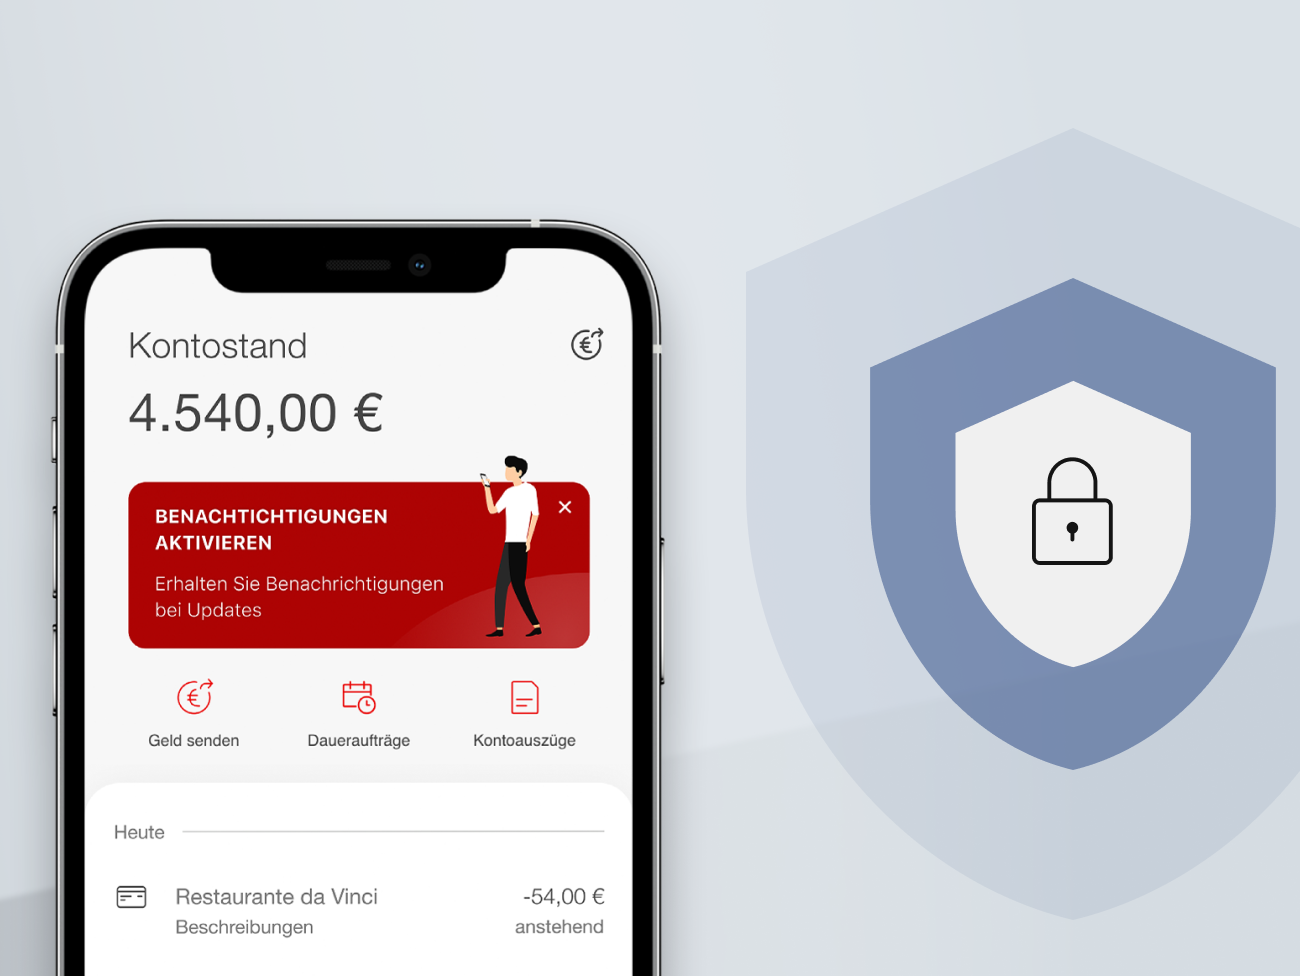 Kontostand
4.540,00 €
BENACHTICHTIGUNGEN
AKTIVIEREN
Erhalten Sie Benachrichtigungen
bei Updates
Geld senden
Daueraufträge
Kontoauszüge
Heute
Restaurante da Vinci
-54,00 €
Beschreibungen
anstehend